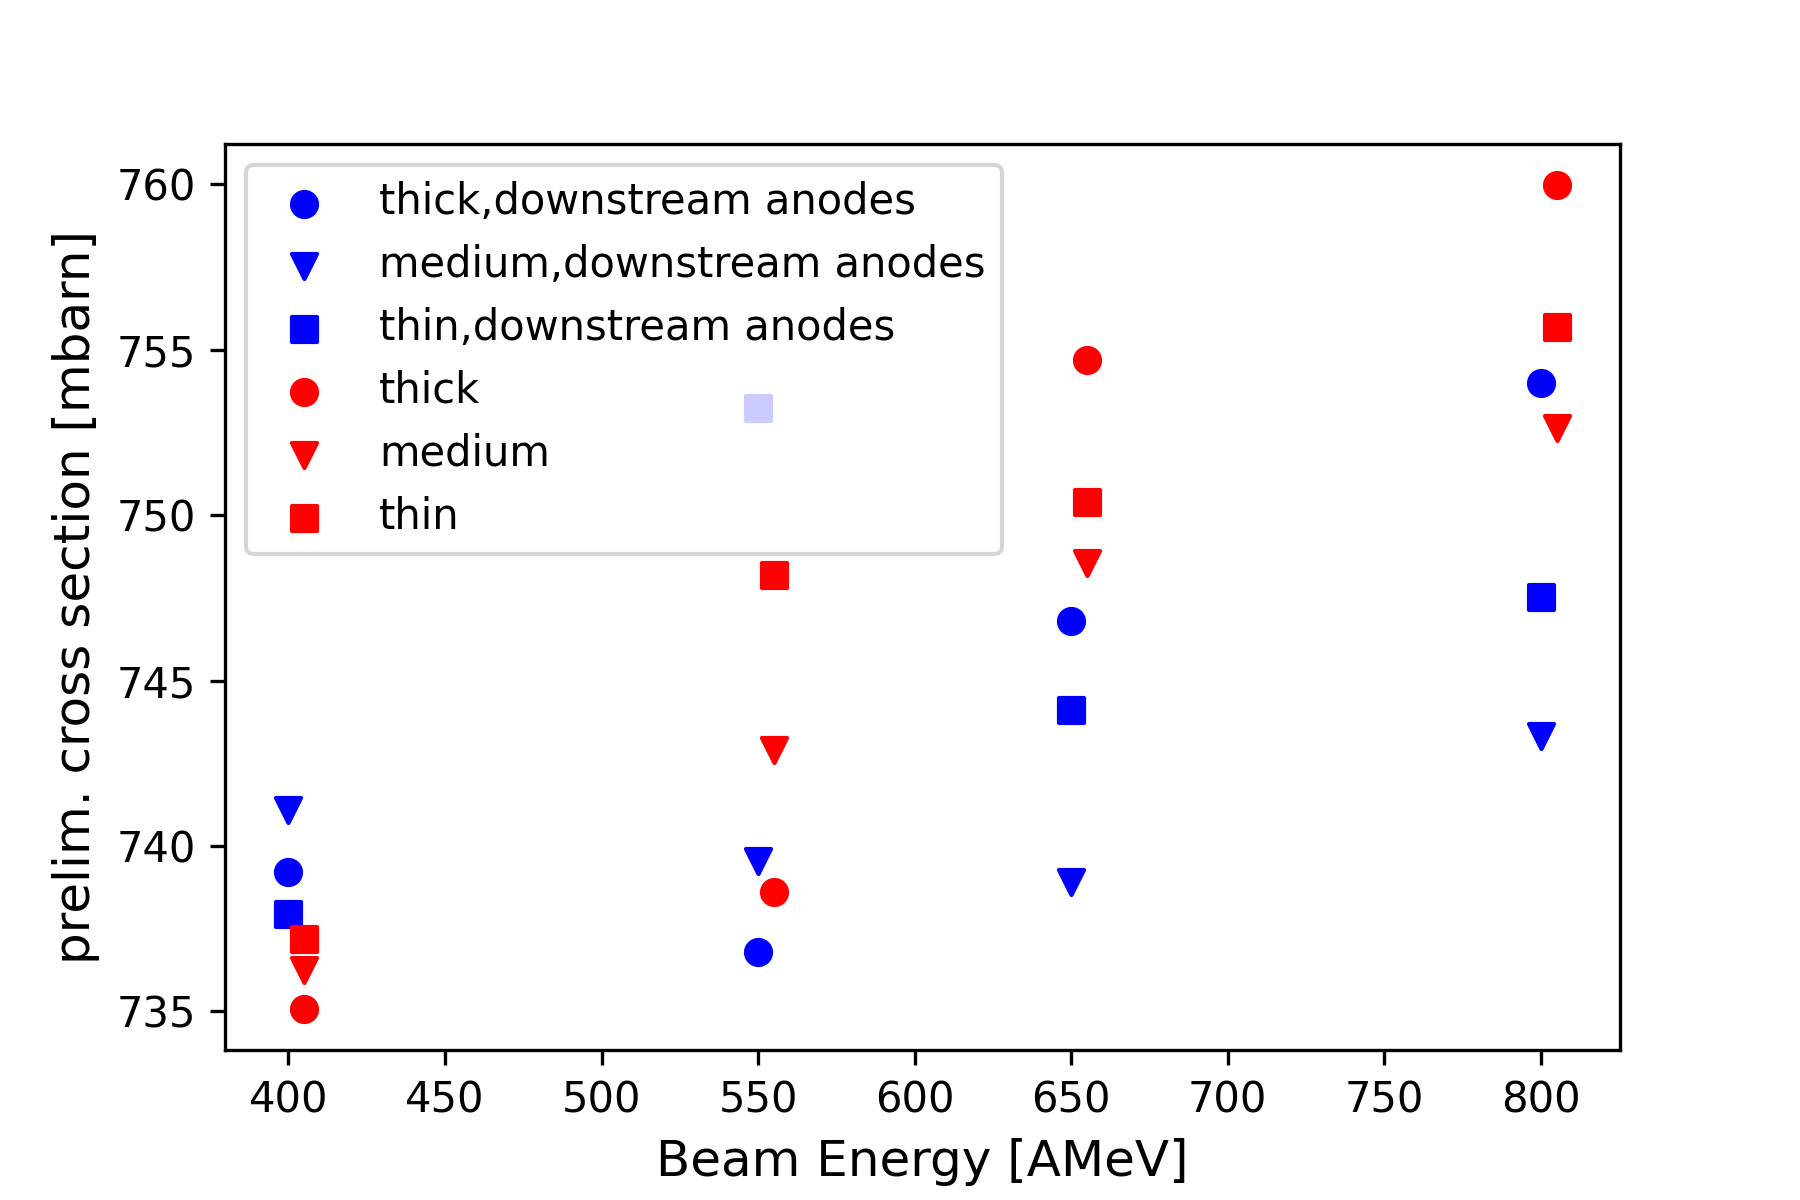 thick,downstream anodes
medium,downstream anodes
thin,downstream anodes
thick
medium
thin
760
755
750
745
740
735
prelim. cross section [mbarn]
400 450 500 550 600 650 700 750 800
Beam Energy [AMeV]